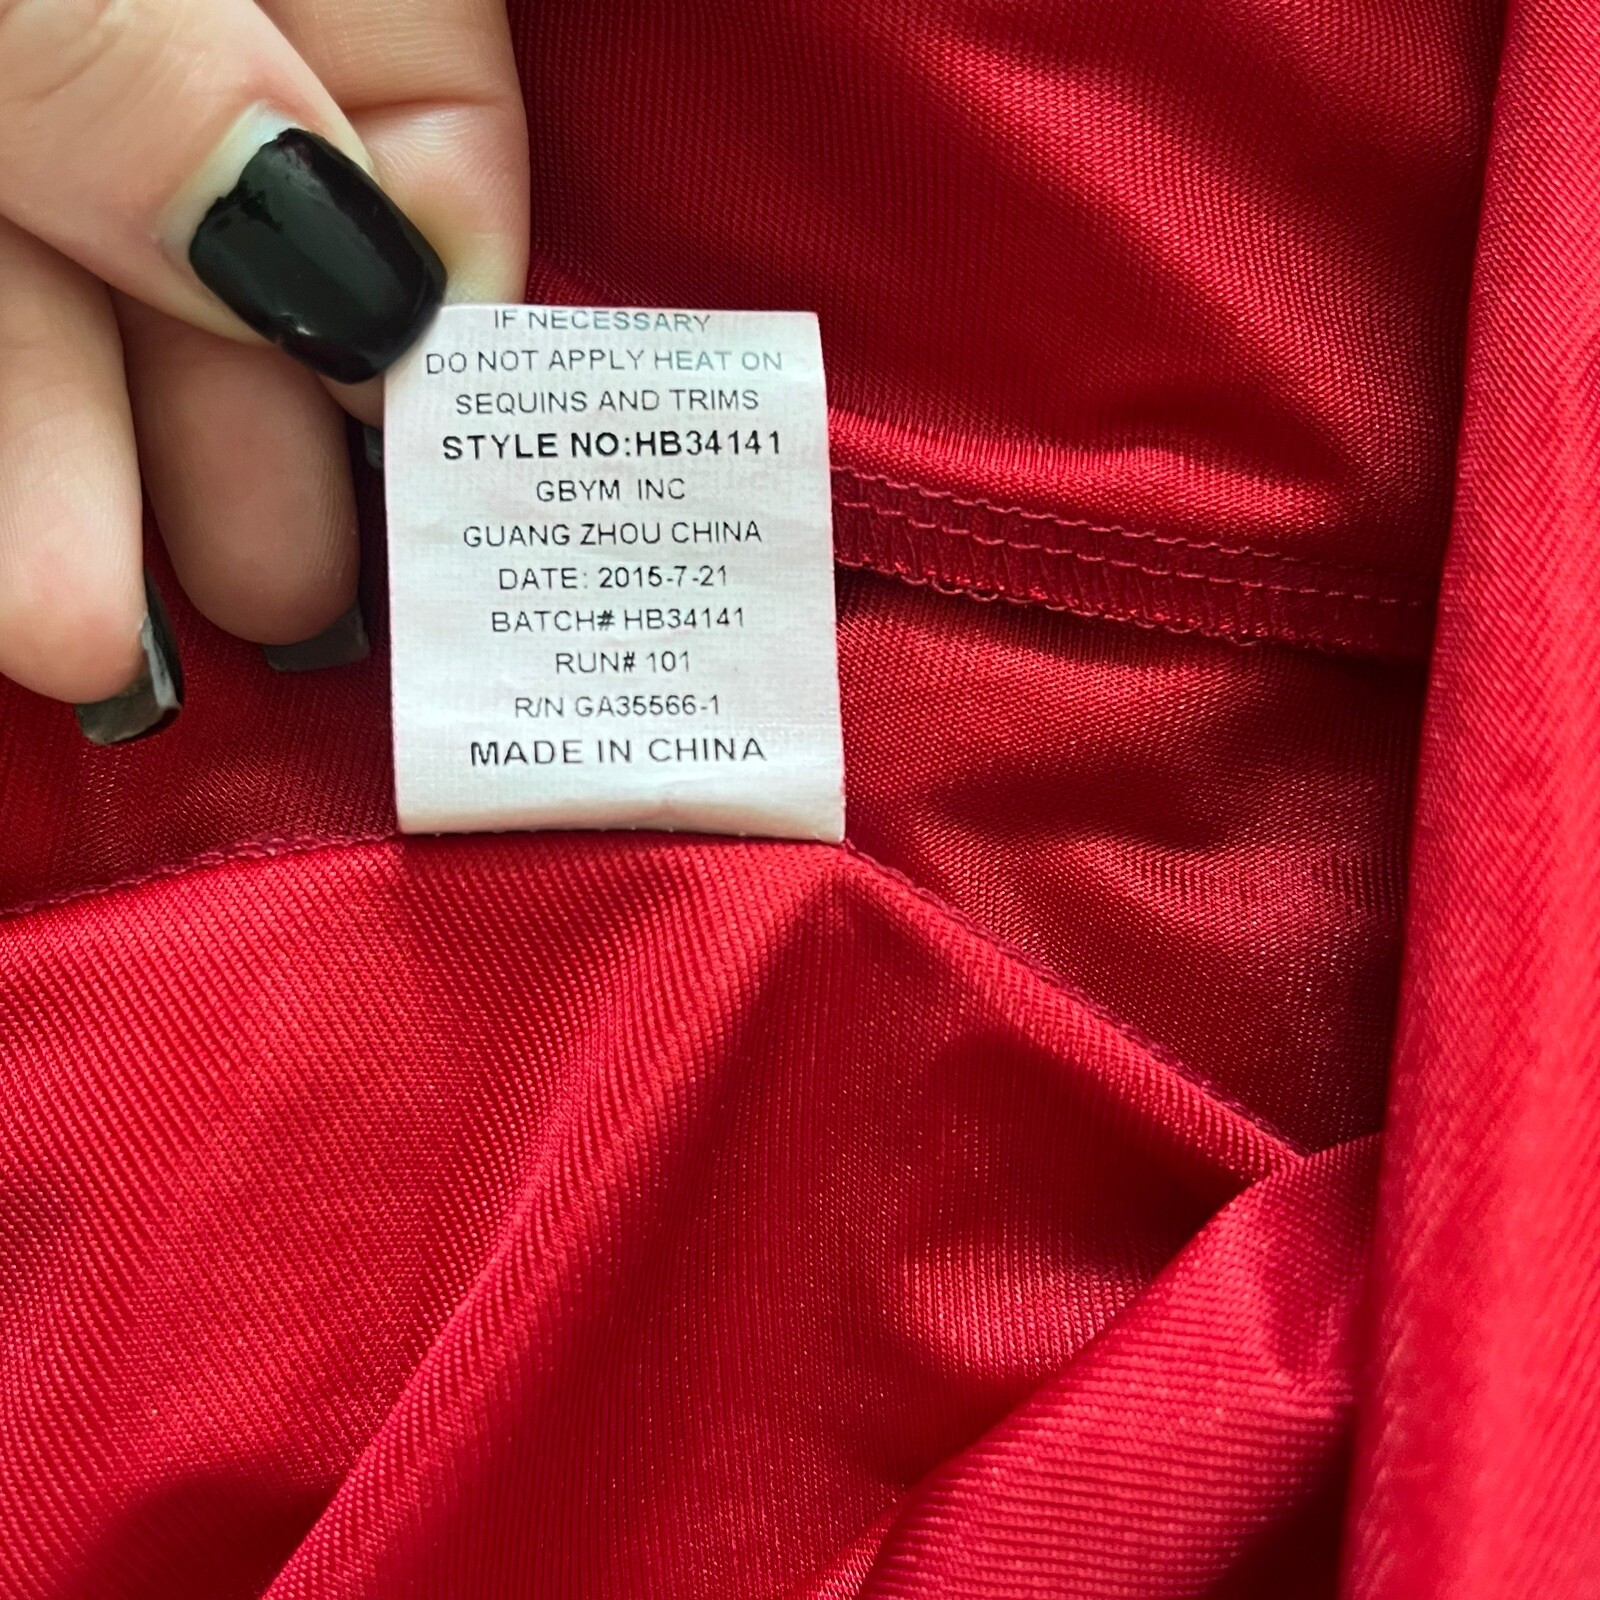 IF NECESSARY
DO NOT APPLY HEAT ON
SEQUINS AND TRIMS
STYLE NO:HB34141
GBYM INC
GUANG ZHOU CHINA
DATE: 2015-7-21
BATCH# HB34141
RUN# 101
R/N GA35566-1
MADE IN CHINA